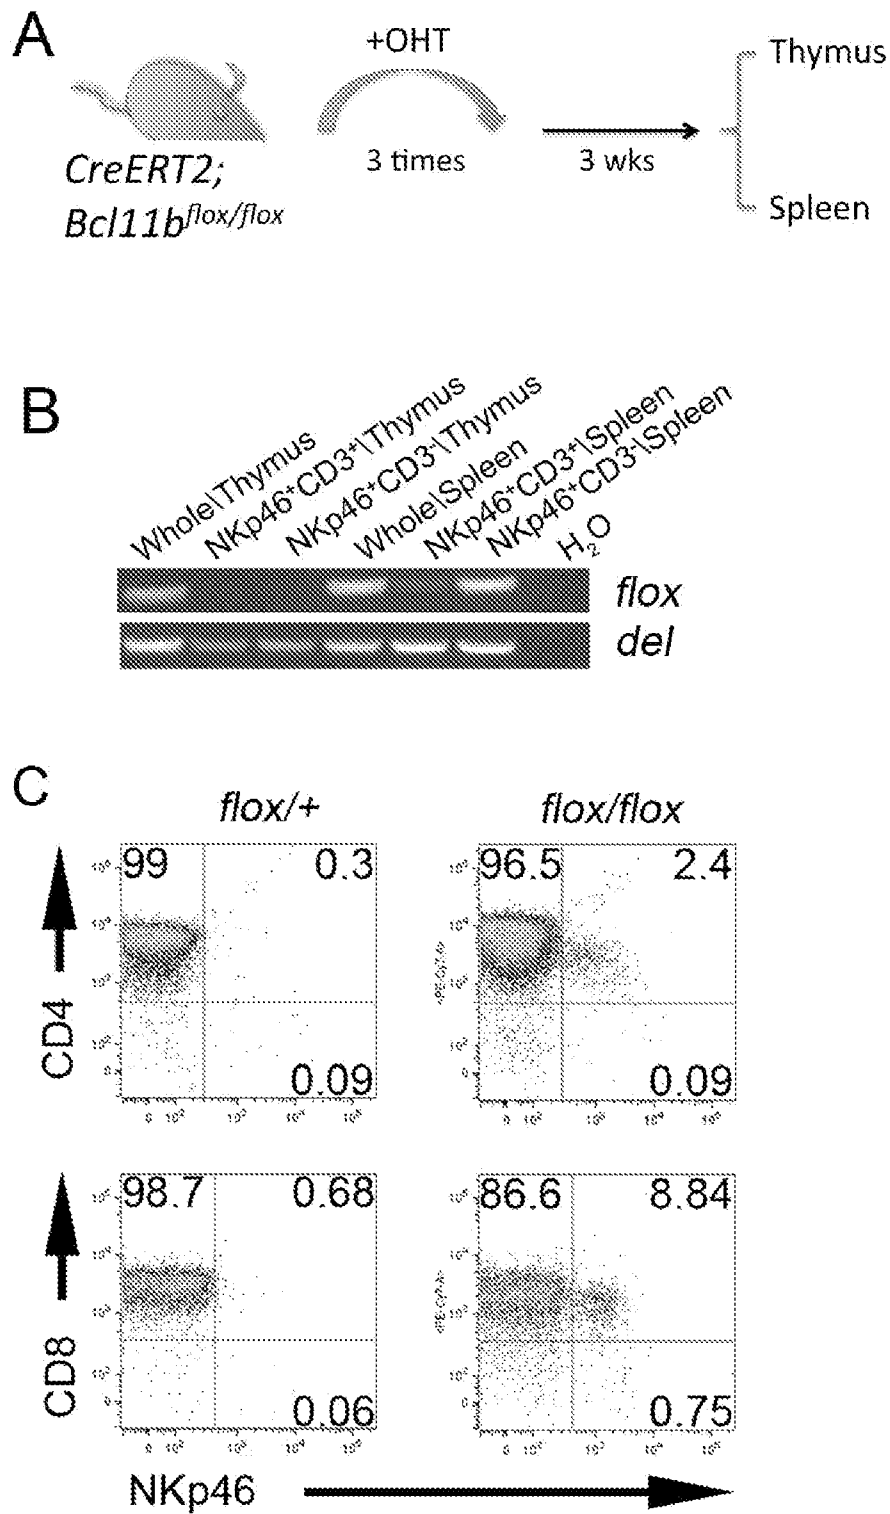 A
+OHT
Thymus
CreERT2;
3 times
3 wks
Bcl11b^flox/flox
Spleen
B
Whole\Thymus
NKp46⁺CD3⁺\Thymus
NKp46⁺CD3⁻\Thymus
Whole\Spleen
NKp46⁺CD3⁺\Spleen
NKp46⁺CD3⁻\Spleen
H₂O
flox
del
C
flox/+
flox/flox
99
0.3
0.09
96.5
2.4
0.09
CD4
98.7
0.68
0.06
86.6
8.84
0.75
CD8
NKp46